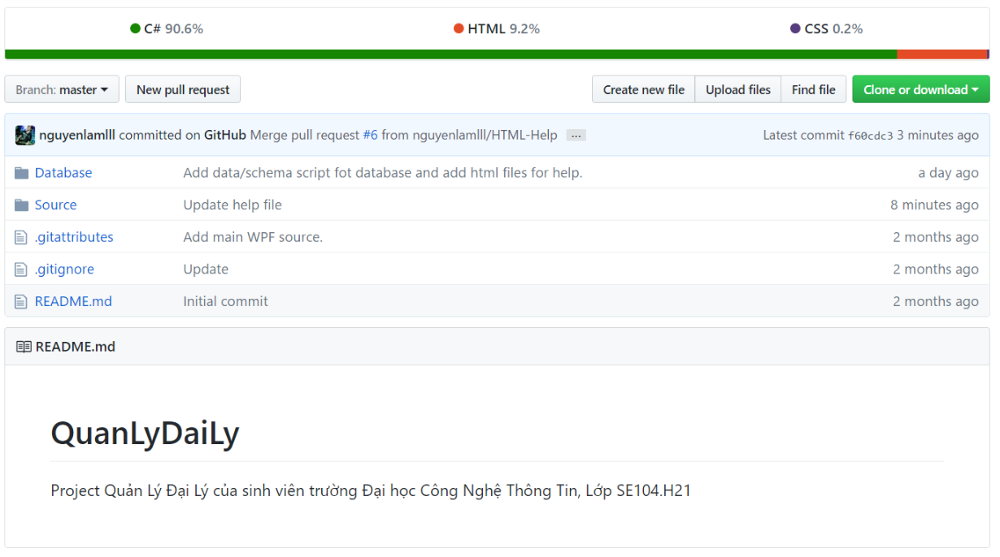 C# 90.6% HTML 9.2% CSS 0.2%
Branch: master New pull request Create new file Upload files Find file Clone or download
nguyenlamlll committed on GitHub Merge pull request #6 from nguyenlamlll/HTML-Help ... Latest commit f60cdc3 3 minutes ago
Database Add data/schema script fot database and add html files for help. a day ago
Source Update help file 8 minutes ago
.gitattributes Add main WPF source. 2 months ago
.gitignore Update 2 months ago
README.md Initial commit 2 months ago
README.md
QuanLyDaiLy
Project Quản Lý Đại Lý của sinh viên trường Đại học Công Nghệ Thông Tin, Lớp SE104.H21